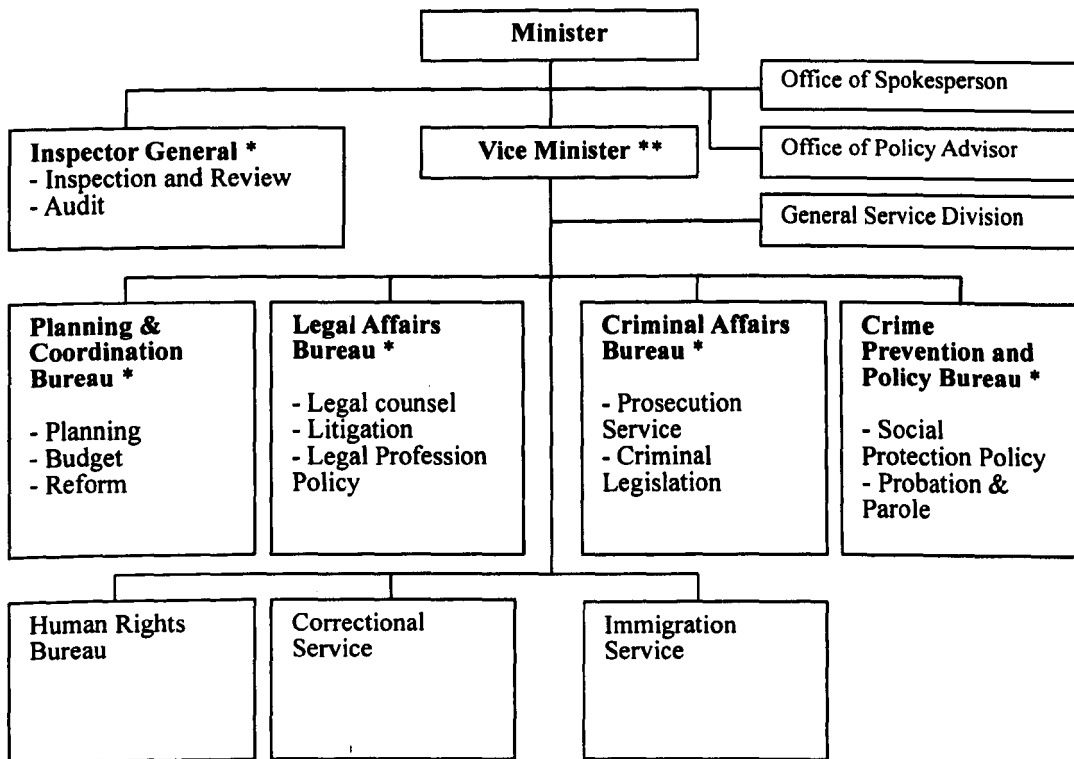 Minister
Office of Spokesperson
Inspector General *
- Inspection and Review
- Audit
Vice Minister **
Office of Policy Advisor
General Service Division
Planning &
Coordination
Bureau *
- Planning
- Budget
- Reform
Legal Affairs
Bureau *
- Legal counsel
- Litigation
- Legal Profession
Policy
Criminal Affairs
Bureau *
- Prosecution
Service
- Criminal
Legislation
Crime
Prevention and
Policy Bureau *
- Social
Protection Policy
- Probation &
Parole
Human Rights
Bureau
Correctional
Service
Immigration
Service